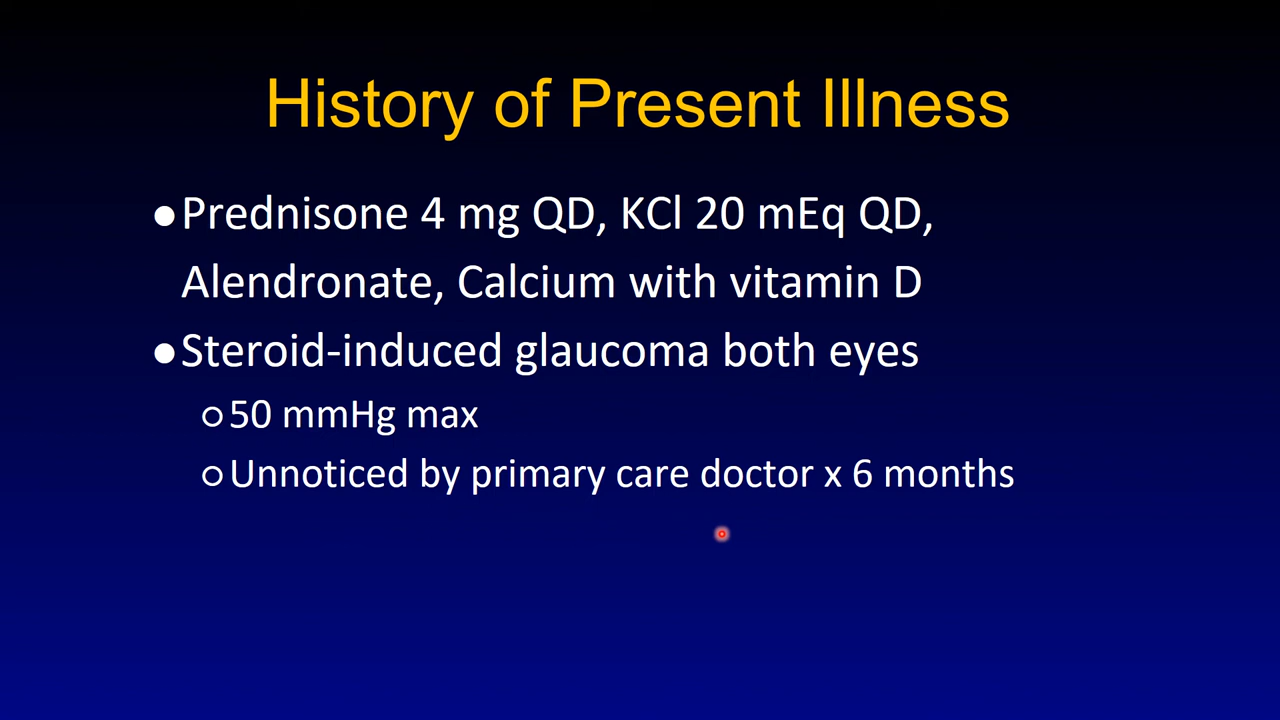 History of Present Illness
●Prednisone 4 mg QD, KCl 20 mEq QD,
Alendronate, Calcium with vitamin D
●Steroid-induced glaucoma both eyes
○50 mmHg max
○Unnoticed by primary care doctor x 6 months